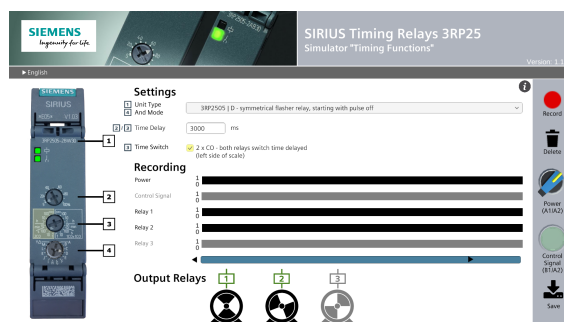 SIEMENS
Ingenuity for life
SIRIUS Timing Relays 3RP25
Simulator "Timing Functions"
Version: 1.1
English
SIEMENS
SIRIUS
1
2
3
4
Settings
1 Unit Type
4 And Mode
3RP2505 | D - symmetrical flasher relay, starting with pulse off
2 / 3 Time Delay
3000 ms
3 Time Switch
2 x CO - both relays switch time delayed
(left side of scale)
Recording
Power 1
0
Control Signal 1
0
Relay 1 1
0
Relay 2 1
0
Relay 3 1
0
Output Relays 1 2 3
i
Record
Delete
Power
(A1/A2)
Control
Signal
(B1/A2)
Save